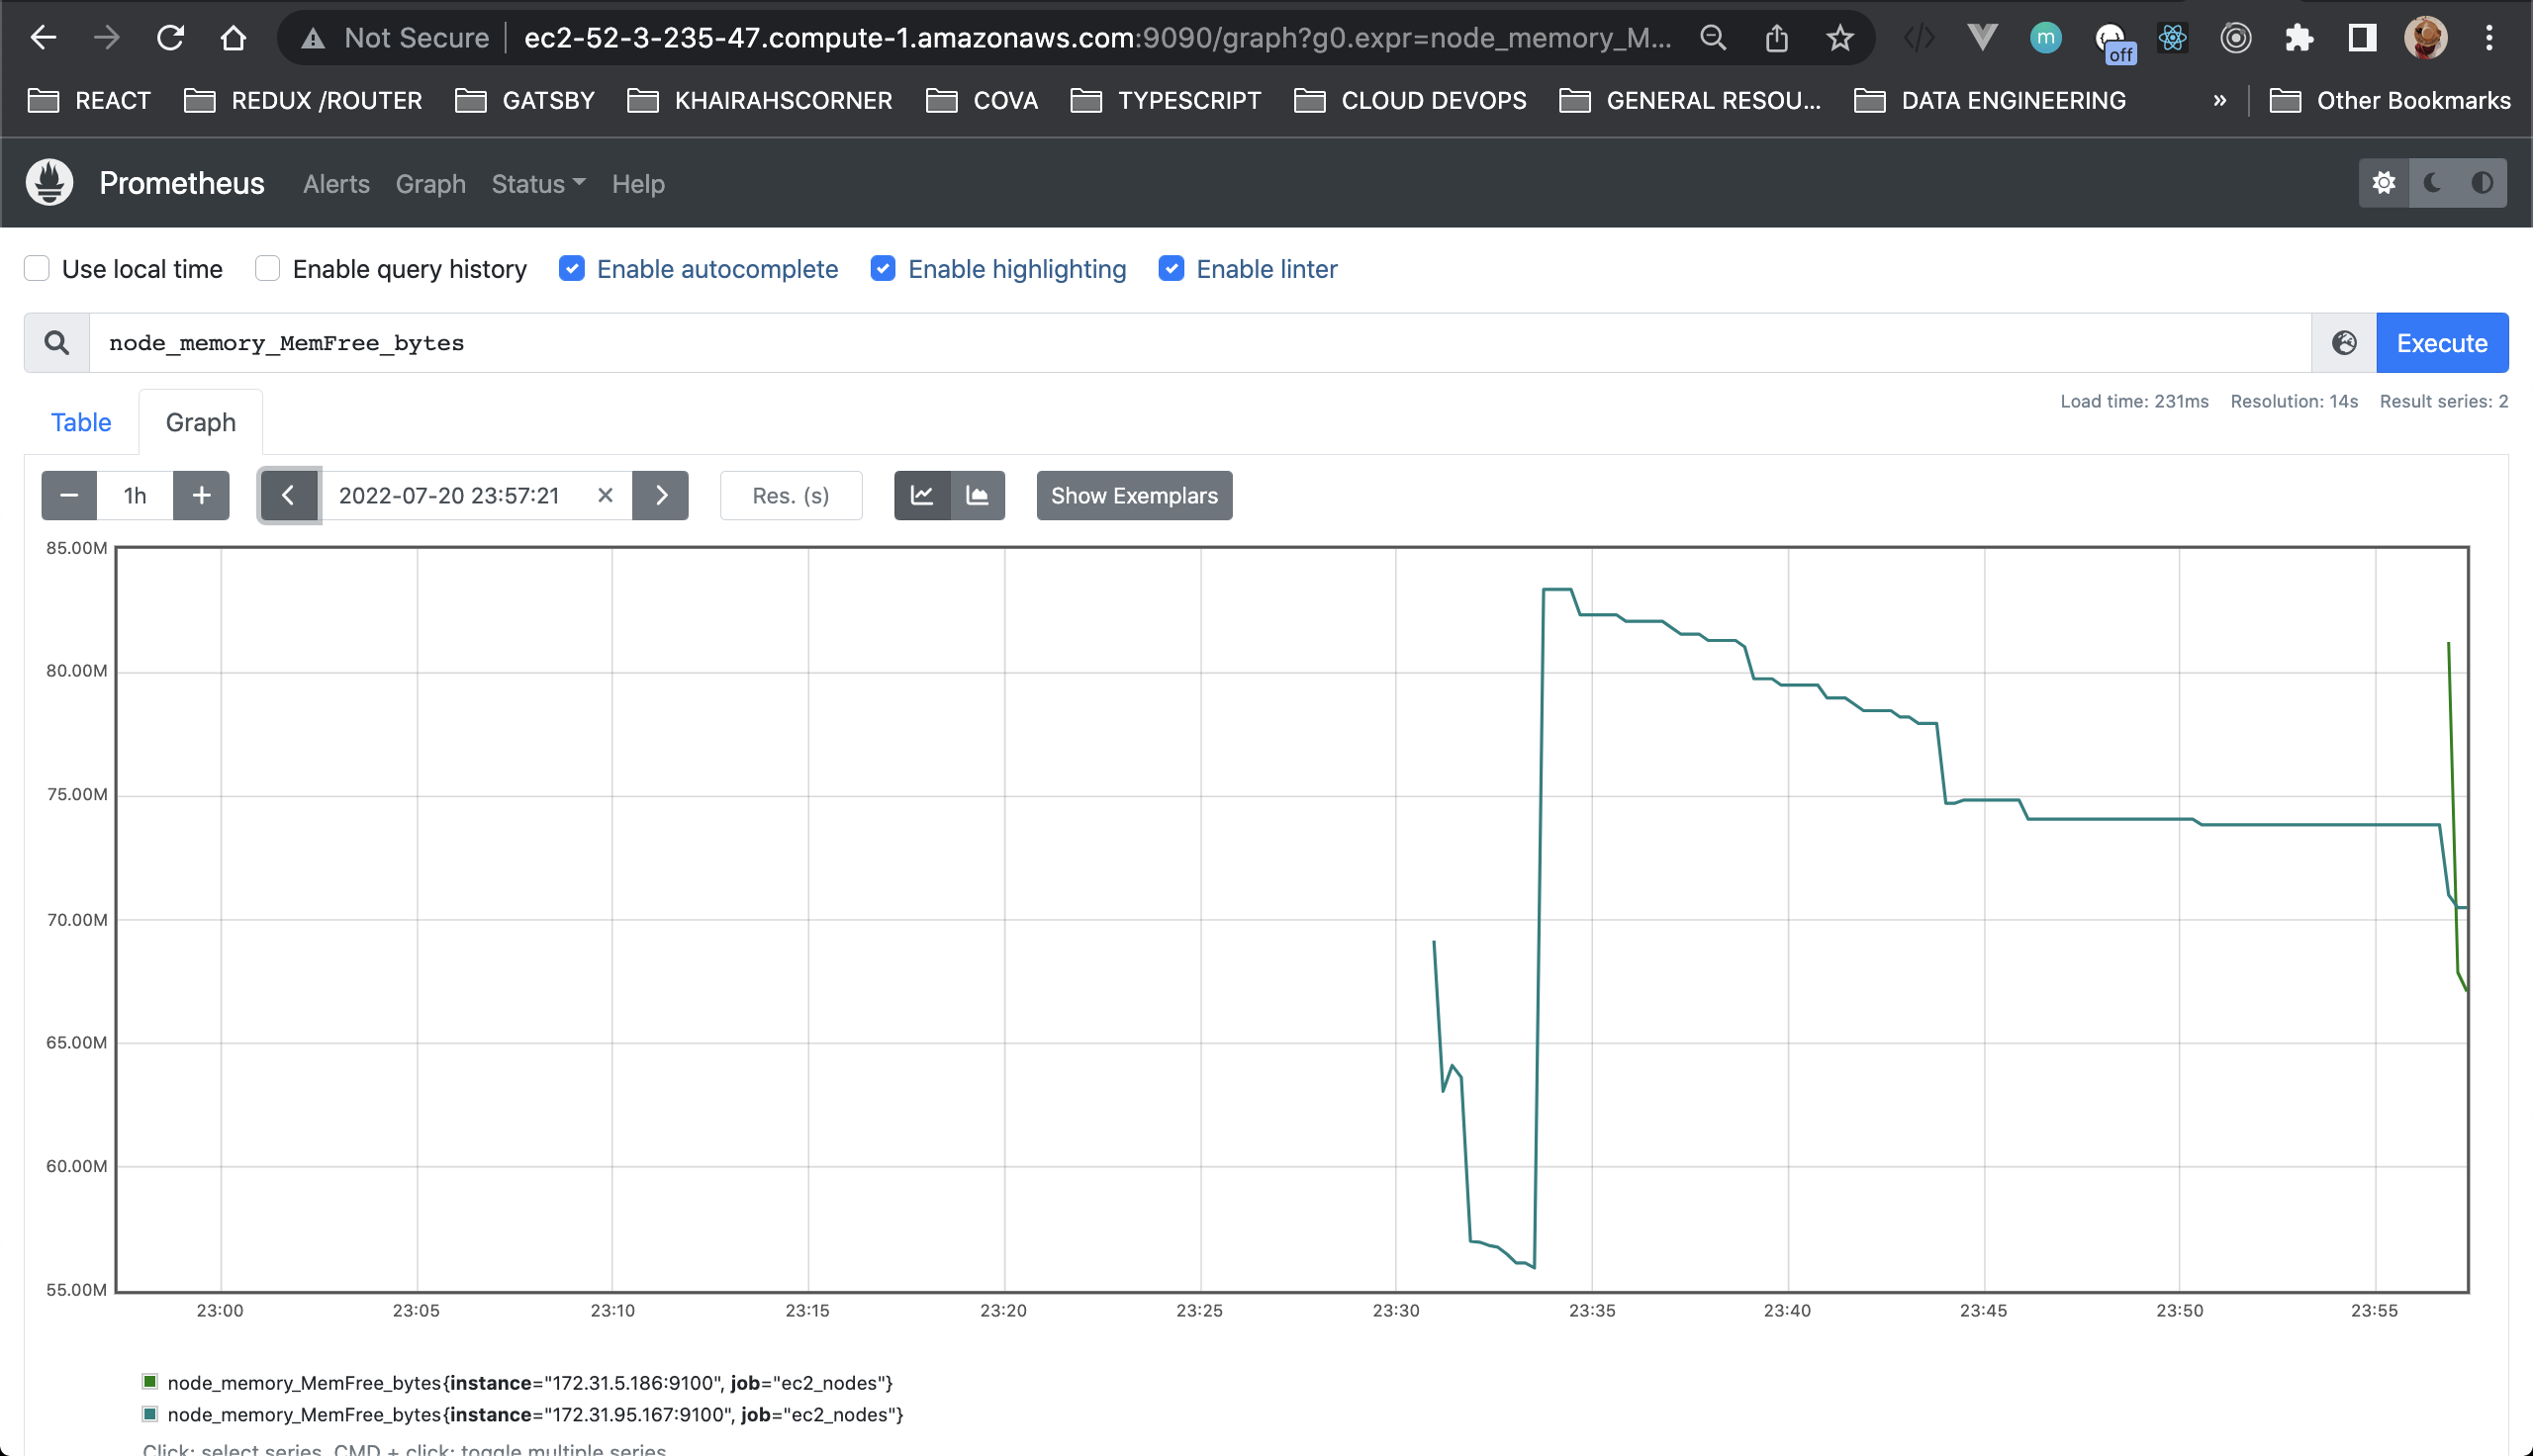 Not Secure ec2-52-3-235-47.compute-1.amazonaws.com:9090/graph?g0.expr=node_memory_M... m off
REACT REDUX /ROUTER GATSBY KHAIRAHSCORNER COVA TYPESCRIPT CLOUD DEVOPS GENERAL RESOU... DATA ENGINEERING » Other Bookmarks
Prometheus Alerts Graph Status Help
Use local time Enable query history Enable autocomplete Enable highlighting Enable linter
node_memory_MemFree_bytes Execute
Table Graph Load time: 231ms Resolution: 14s Result series: 2
− 1h + 2022-07-20 23:57:21 × Res. (s) Show Exemplars
85.00M
80.00M
75.00M
70.00M
65.00M
60.00M
55.00M
23:00 23:05 23:10 23:15 23:20 23:25 23:30 23:35 23:40 23:45 23:50 23:55
node_memory_MemFree_bytes{instance="172.31.5.186:9100", job="ec2_nodes"}
node_memory_MemFree_bytes{instance="172.31.95.167:9100", job="ec2_nodes"}
Click: select series, CMD + click: toggle multiple series